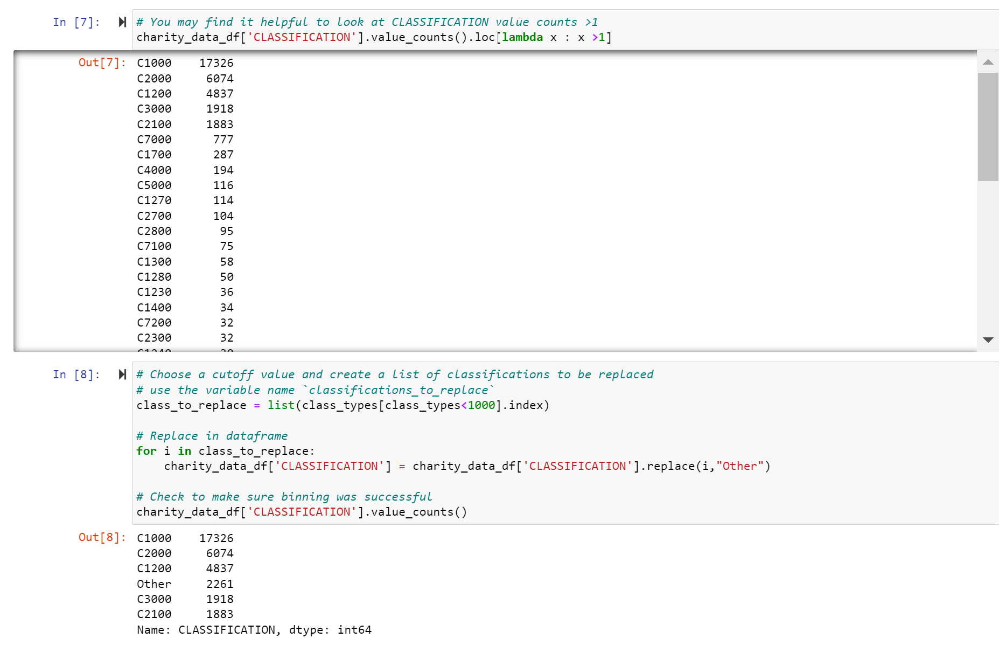 In [7]:
# You may find it helpful to look at CLASSIFICATION value counts >1
charity_data_df['CLASSIFICATION'].value_counts().loc[lambda x : x >1]
Out[7]:
C1000    17326
C2000     6074
C1200     4837
C3000     1918
C2100     1883
C7000      777
C1700      287
C4000      194
C5000      116
C1270      114
C2700      104
C2800       95
C7100       75
C1300       58
C1280       50
C1230       36
C1400       34
C7200       32
C2300       32
In [8]:
# Choose a cutoff value and create a list of classifications to be replaced
# use the variable name `classifications_to_replace`
class_to_replace = list(class_types[class_types<1000].index)
# Replace in dataframe
for i in class_to_replace:
    charity_data_df['CLASSIFICATION'] = charity_data_df['CLASSIFICATION'].replace(i,"Other")
# Check to make sure binning was successful
charity_data_df['CLASSIFICATION'].value_counts()
Out[8]:
C1000    17326
C2000     6074
C1200     4837
Other     2261
C3000     1918
C2100     1883
Name: CLASSIFICATION, dtype: int64